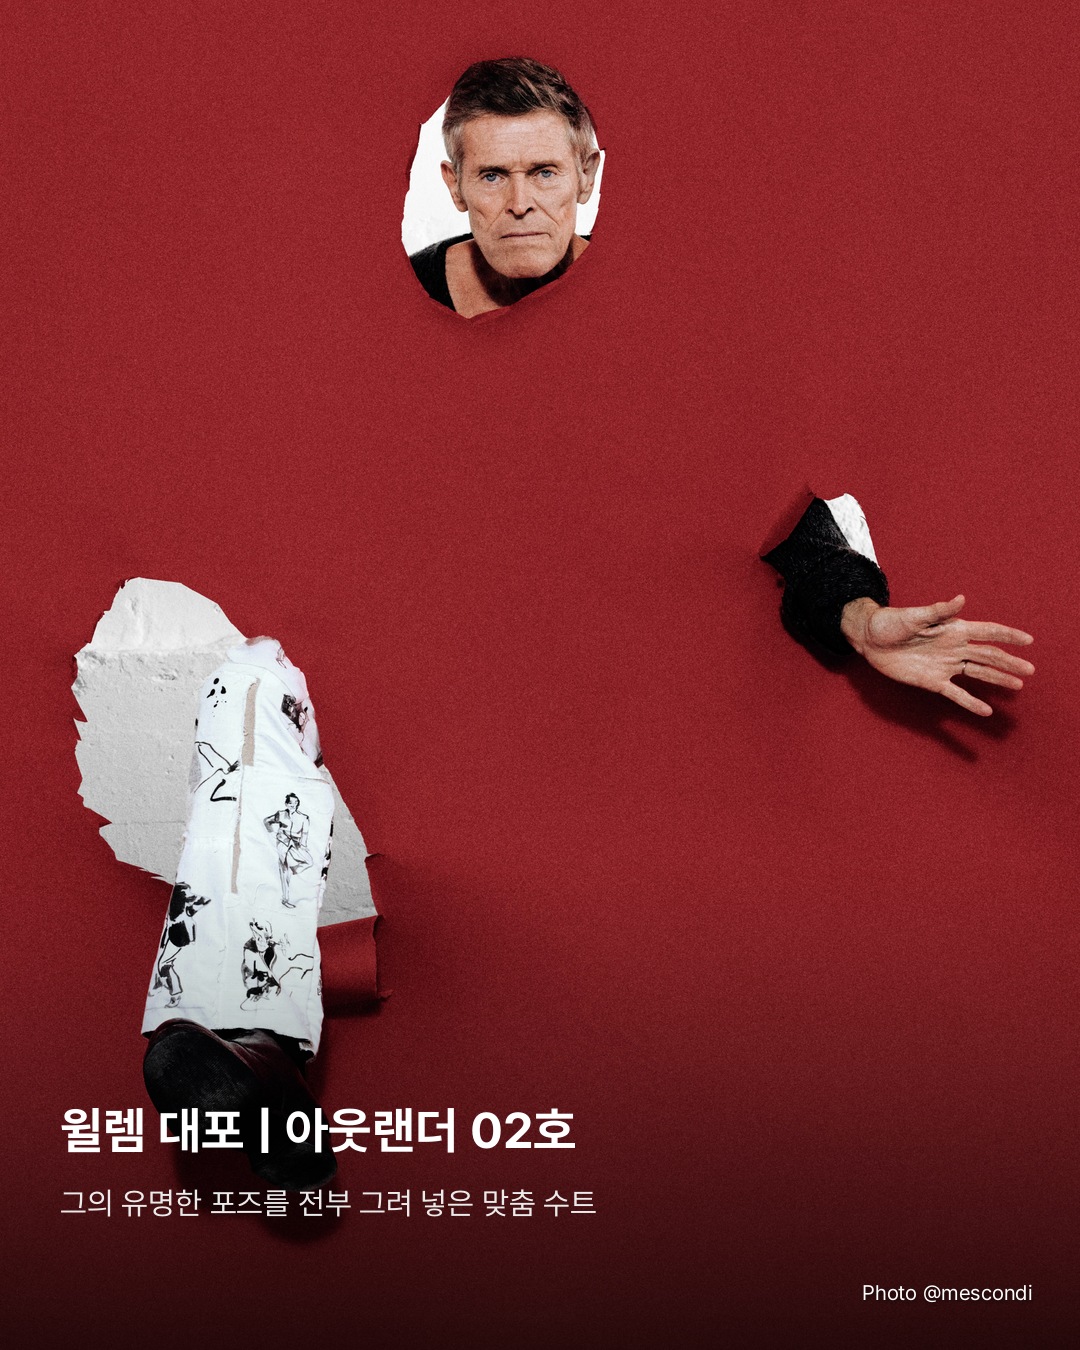 윌렘 대포 | 아웃랜더 02호
그의 유명한 포즈를 전부 그려 넣은 맞춤 수트
Photo @mescondi